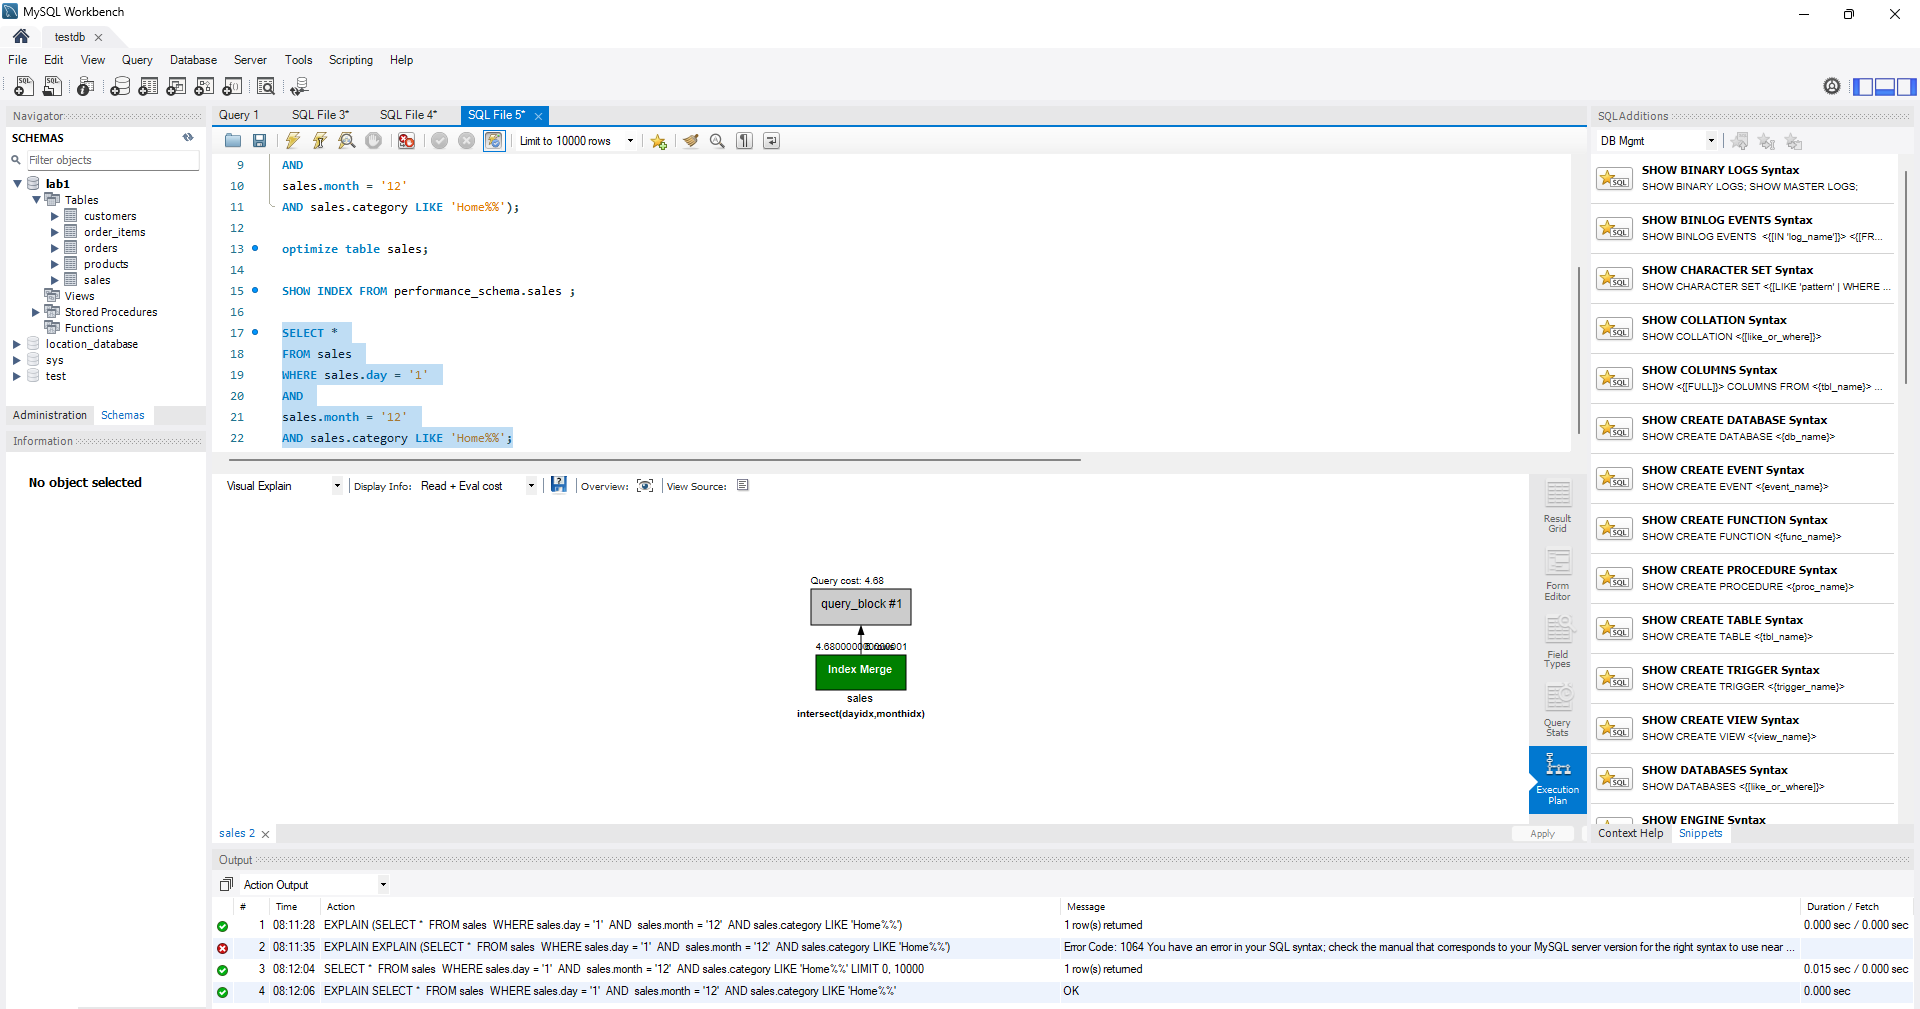 MySQL Workbench
testdb
File Edit View Query Database Server Tools Scripting Help
Navigator
SCHEMAS
Filter objects
lab1
Tables
customers
order_items
orders
products
sales
Views
Stored Procedures
Functions
location_database
sys
test
Administration Schemas
Information
No object selected
Query 1 SQL File 3* SQL File 4* SQL File 5*
Limit to 10000 rows
9 AND
10 sales.month = '12'
11 AND sales.category LIKE 'Home%%');
12
13 optimize table sales;
14
15 SHOW INDEX FROM performance_schema.sales ;
16
17 SELECT *
18 FROM sales
19 WHERE sales.day = '1'
20 AND
21 sales.month = '12'
22 AND sales.category LIKE 'Home%%';
Visual Explain Display Info: Read + Eval cost Overview: View Source:
Query cost: 4.68
query_block #1
Index Merge
sales
intersect(dayidx,monthidx)
Result
Grid
Form
Editor
Field
Types
Query
Stats
Execution
Plan
sales 2
Apply
SQLAdditions
DB Mgmt
SHOW BINARY LOGS Syntax
SHOW BINARY LOGS; SHOW MASTER LOGS;
SHOW BINLOG EVENTS Syntax
SHOW BINLOG EVENTS <{[IN 'log_name']}> <{[FR...
SHOW CHARACTER SET Syntax
SHOW CHARACTER SET <{[LIKE 'pattern' | WHERE ...
SHOW COLLATION Syntax
SHOW COLLATION <{[like_or_where]}>
SHOW COLUMNS Syntax
SHOW <{[FULL]}> COLUMNS FROM <{tbl_name}> ...
SHOW CREATE DATABASE Syntax
SHOW CREATE DATABASE <{db_name}>
SHOW CREATE EVENT Syntax
SHOW CREATE EVENT <{event_name}>
SHOW CREATE FUNCTION Syntax
SHOW CREATE FUNCTION <{func_name}>
SHOW CREATE PROCEDURE Syntax
SHOW CREATE PROCEDURE <{proc_name}>
SHOW CREATE TABLE Syntax
SHOW CREATE TABLE <{tbl_name}>
SHOW CREATE TRIGGER Syntax
SHOW CREATE TRIGGER <{trigger_name}>
SHOW CREATE VIEW Syntax
SHOW CREATE VIEW <{view_name}>
SHOW DATABASES Syntax
SHOW DATABASES <{[like_or_where]}>
SHOW ENGINE Syntax
Context Help Snippets
Output
Action Output
# Time Action Message Duration / Fetch
1 08:11:28 EXPLAIN (SELECT * FROM sales WHERE sales.day = '1' AND sales.month = '12' AND sales.category LIKE 'Home%%') 1 row(s) returned 0.000 sec / 0.000 sec
2 08:11:35 EXPLAIN EXPLAIN (SELECT * FROM sales WHERE sales.day = '1' AND sales.month = '12' AND sales.category LIKE 'Home%%') Error Code: 1064 You have an error in your SQL syntax; check the manual that corresponds to your MySQL server version for the right syntax to use near ...
3 08:12:04 SELECT * FROM sales WHERE sales.day = '1' AND sales.month = '12' AND sales.category LIKE 'Home%%' LIMIT 0, 10000 1 row(s) returned 0.015 sec / 0.000 sec
4 08:12:06 EXPLAIN SELECT * FROM sales WHERE sales.day = '1' AND sales.month = '12' AND sales.category LIKE 'Home%%' OK 0.000 sec